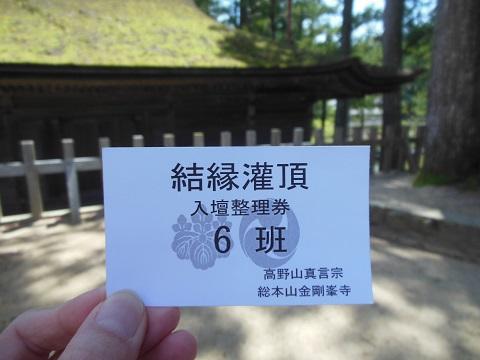 結縁灌頂
入壇整理券
6 班
高野山真言宗
総本山金剛峯寺